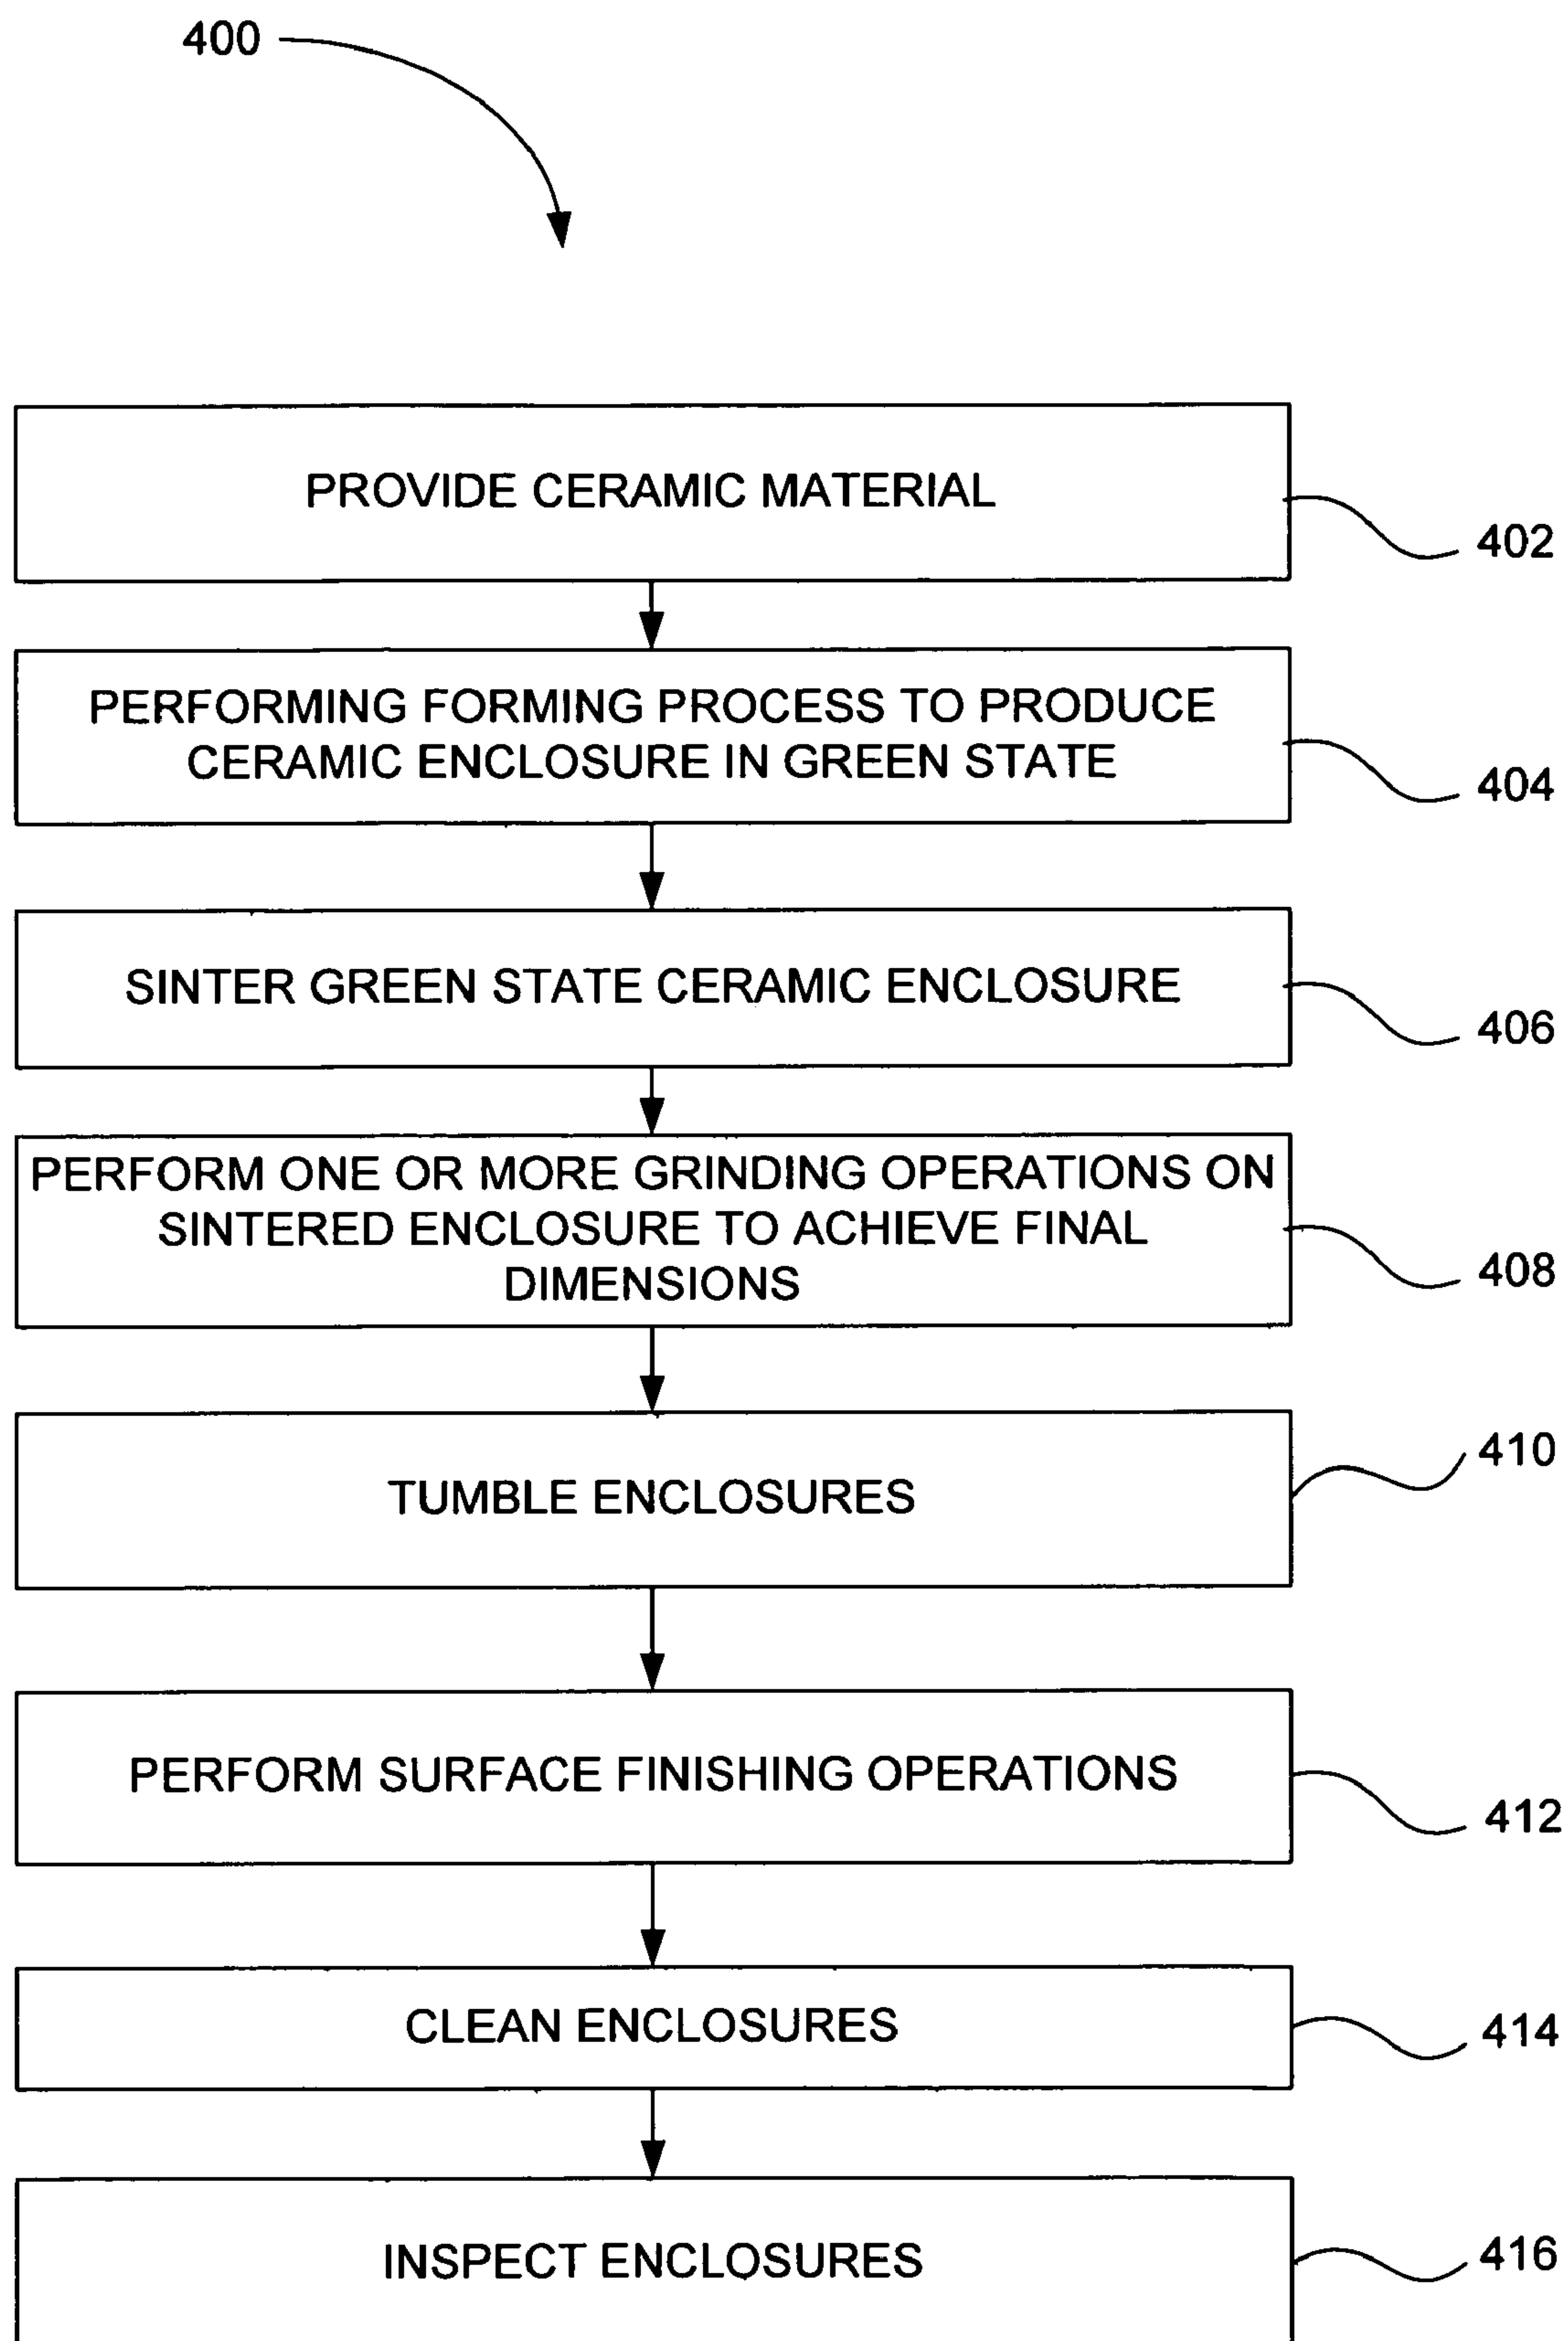 400
PROVIDE CERAMIC MATERIAL
402
PERFORMING FORMING PROCESS TO PRODUCE
CERAMIC ENCLOSURE IN GREEN STATE
404
SINTER GREEN STATE CERAMIC ENCLOSURE
406
PERFORM ONE OR MORE GRINDING OPERATIONS ON
SINTERED ENCLOSURE TO ACHIEVE FINAL
DIMENSIONS
408
TUMBLE ENCLOSURES
410
PERFORM SURFACE FINISHING OPERATIONS
412
CLEAN ENCLOSURES
414
INSPECT ENCLOSURES
416